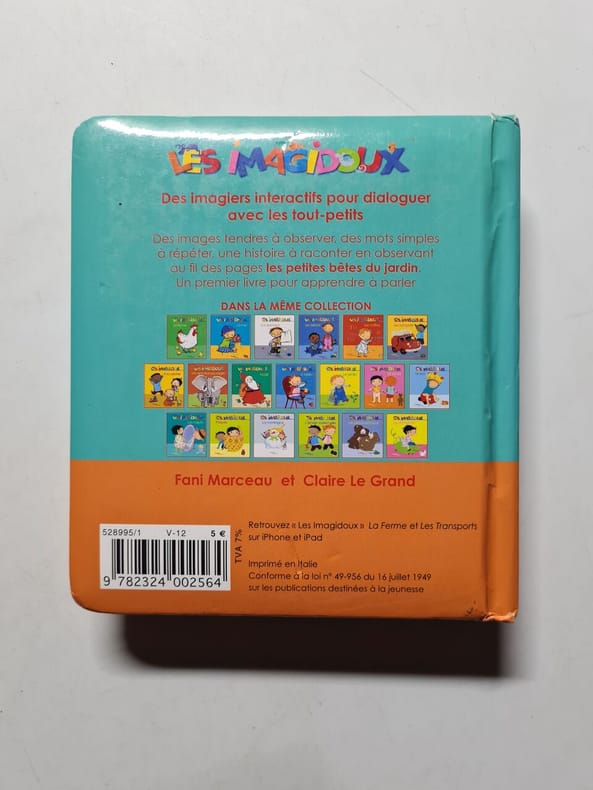 LES IMAGIDOUX
Des imagiers interactifs pour dialoguer
avec les tout-petits
Des images tendres à observer, des mots simples
à répéter, une histoire à raconter en observant
au fil des pages les petites bêtes du jardin.
Un premier livre pour apprendre à parler
DANS LA MÊME COLLECTION
Fani Marceau et Claire Le Grand
528995/1 V-12 5 €
TVA 7%
9 782324 002564
Retrouvez « Les Imagidoux » La Ferme et Les Transports
sur iPhone et iPad
Imprimé en Italie
Conforme à la loi n° 49-956 du 16 juillet 1949
sur les publications destinées à la jeunesse